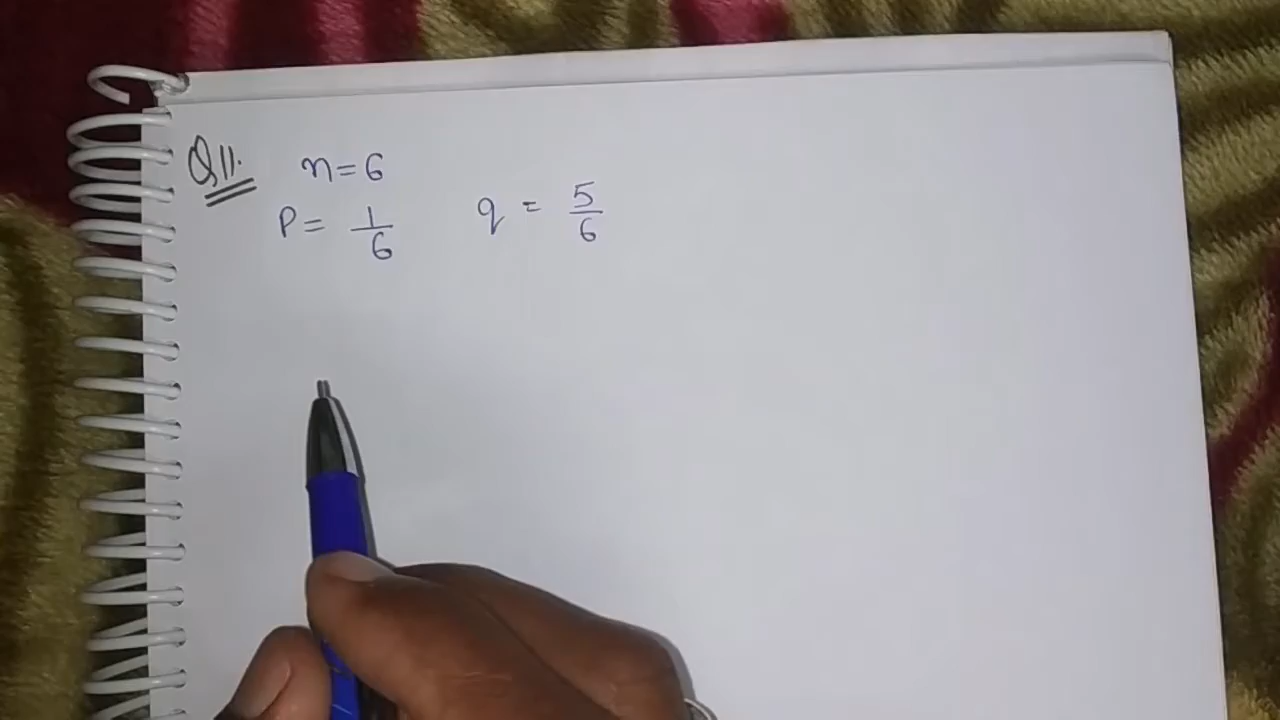 Q11. n=6
P = 1/6 q = 5/6